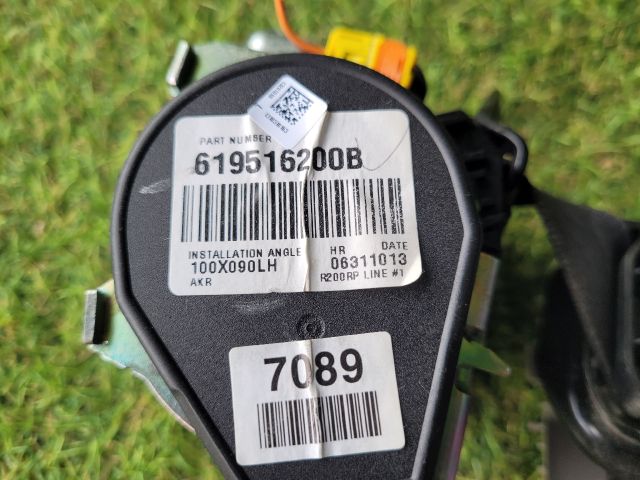 PART NUMBER
619516200B
INSTALLATION ANGLE HR DATE
100X090LH 06311013
AKR R200RP LINE #1
7089